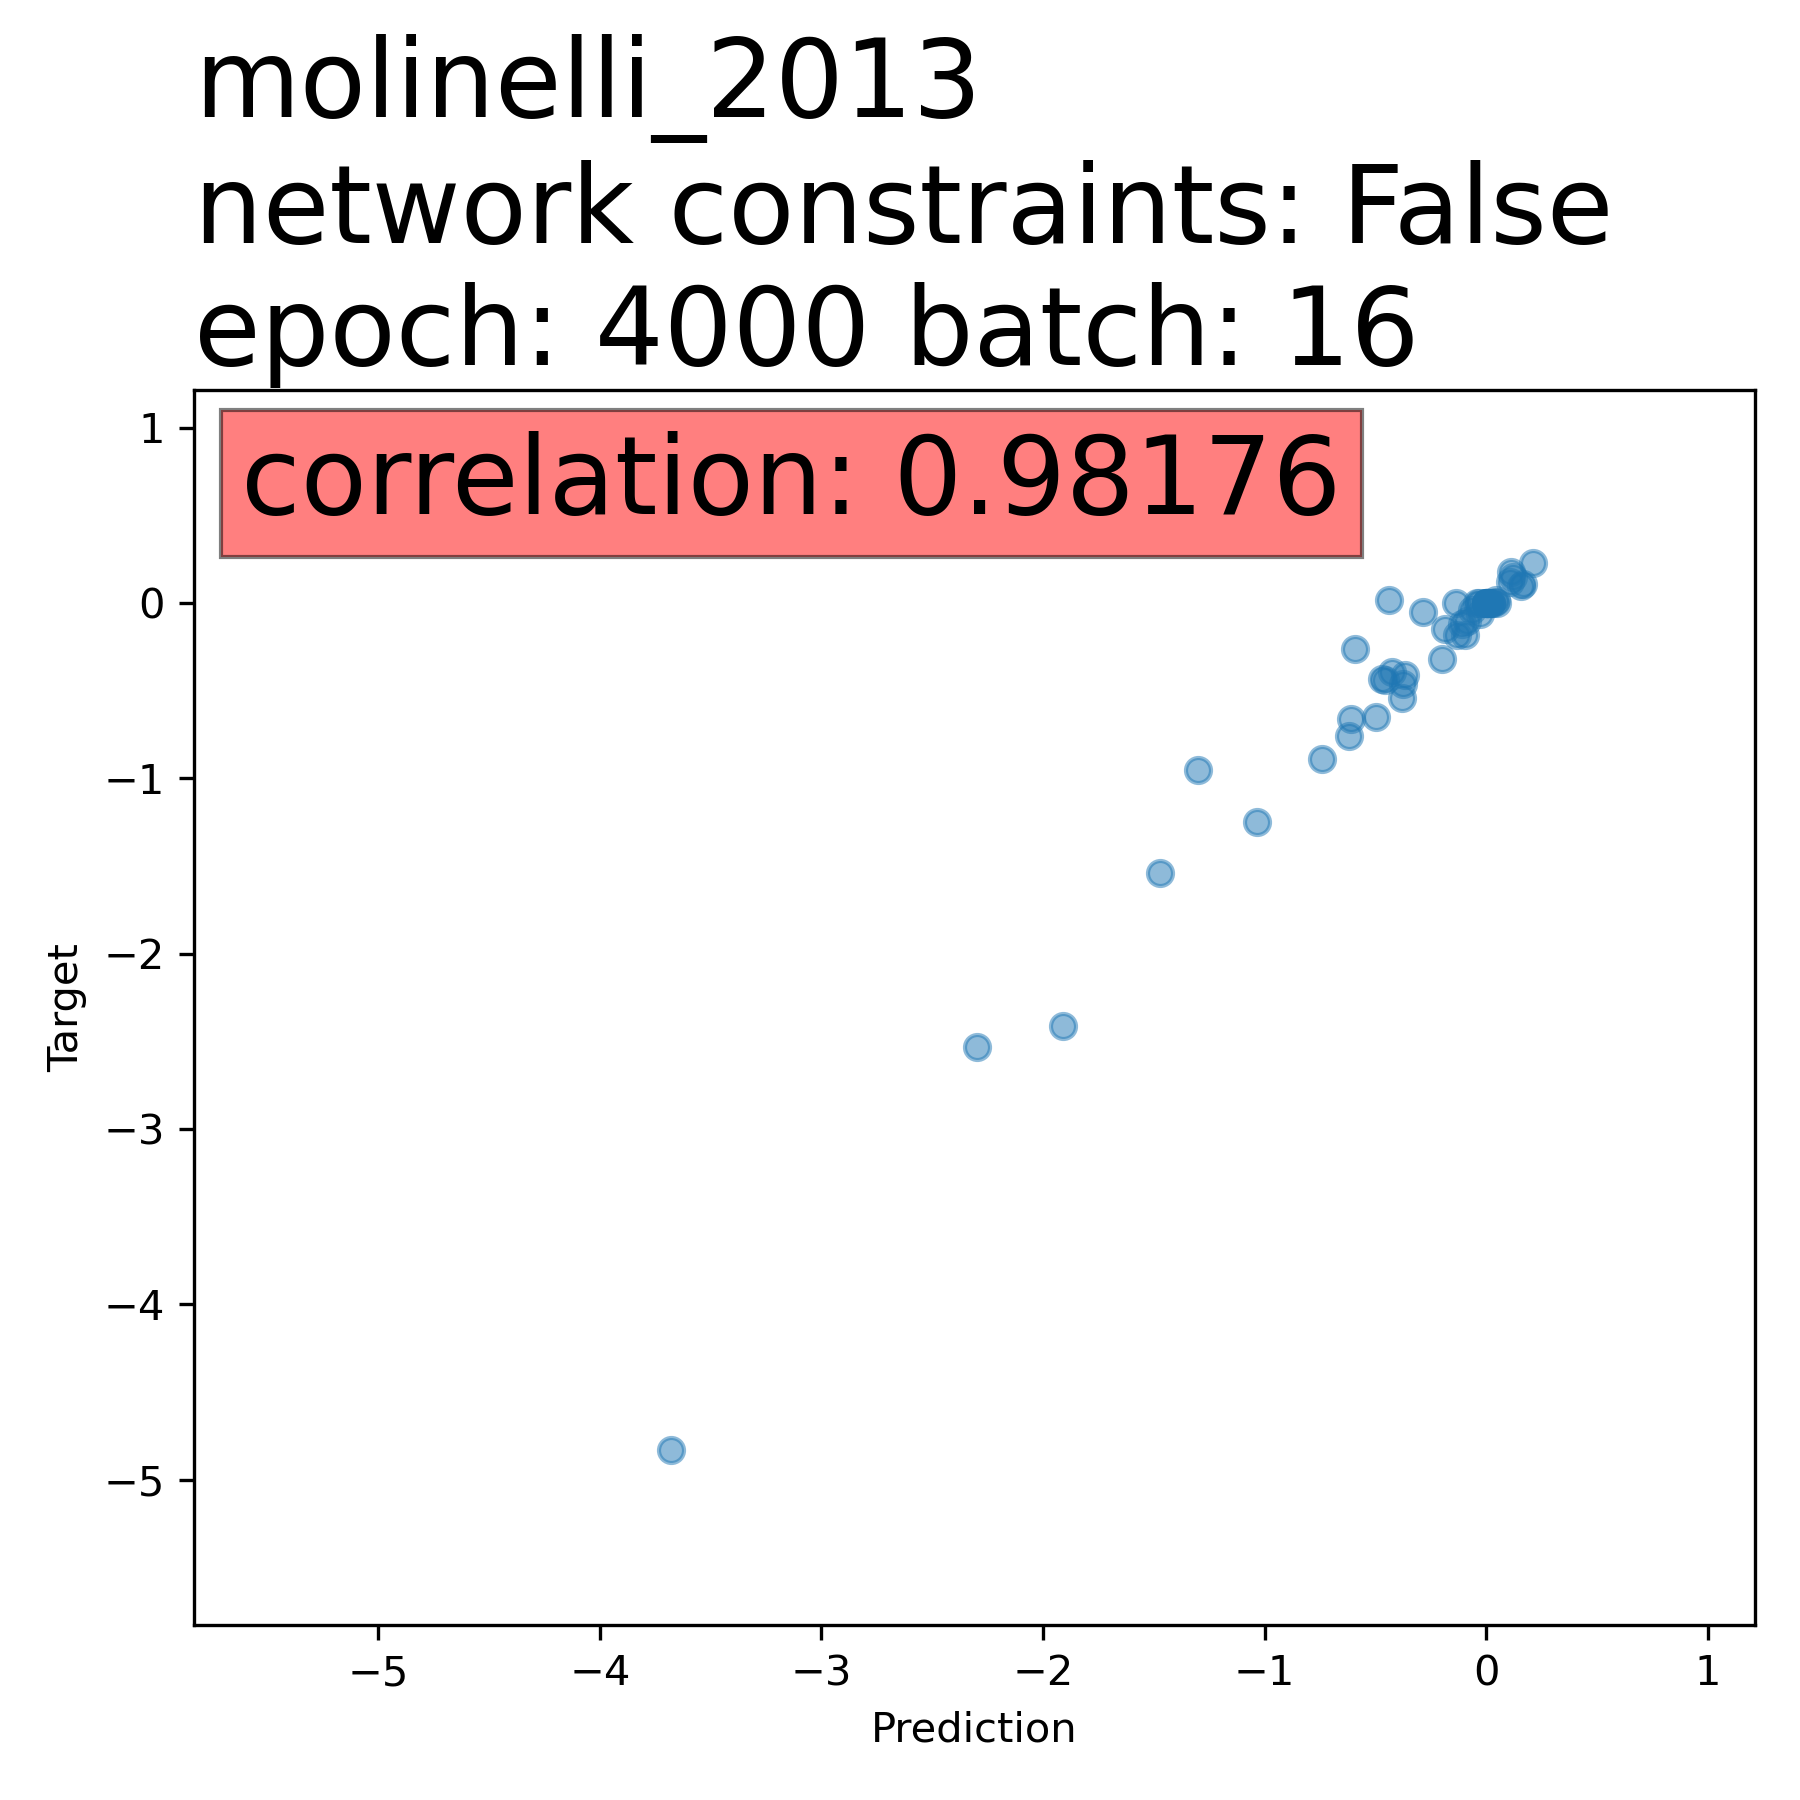 molinelli_2013
network constraints: False
epoch: 4000 batch: 16
correlation: 0.98176
1
0
−1
−2
−3
−4
−5
Target
−5 −4 −3 −2 −1 0 1
Prediction